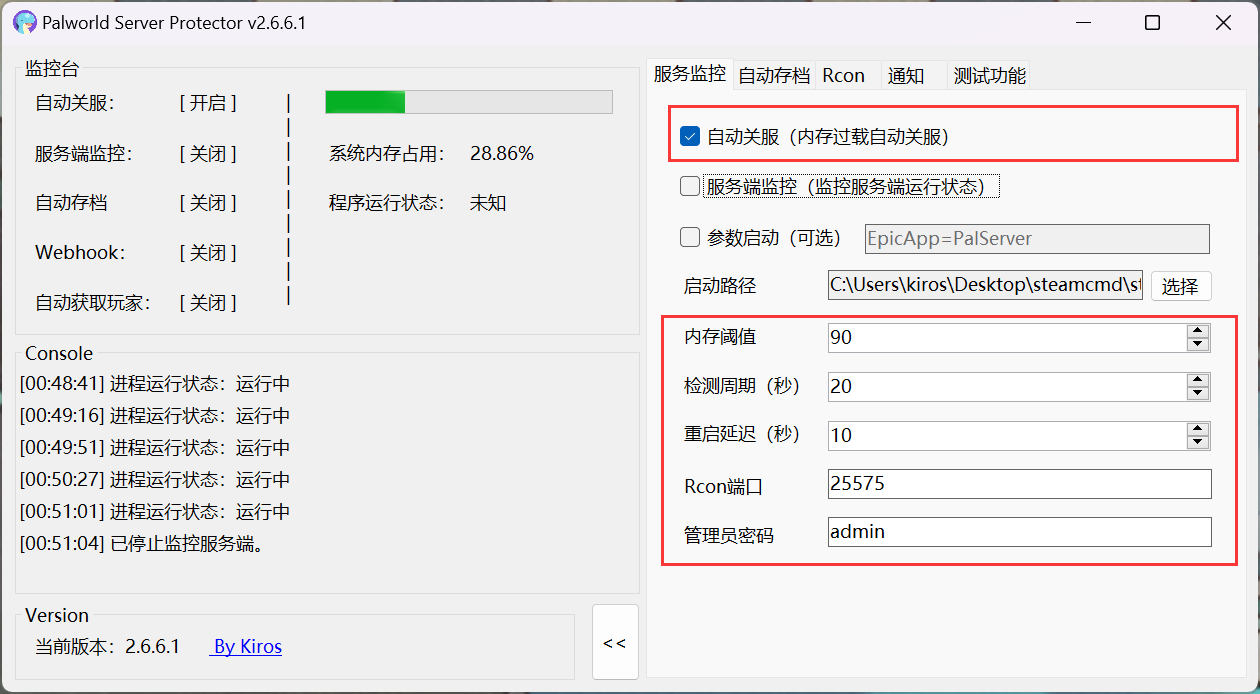 Palworld Server Protector v2.6.6.1
监控台
自动关服： [ 开启 ]
服务端监控： [ 关闭 ] 系统内存占用： 28.86%
自动存档 [ 关闭 ] 程序运行状态： 未知
Webhook： [ 关闭 ]
自动获取玩家： [ 关闭 ]
Console
[00:48:41] 进程运行状态：运行中
[00:49:16] 进程运行状态：运行中
[00:49:51] 进程运行状态：运行中
[00:50:27] 进程运行状态：运行中
[00:51:01] 进程运行状态：运行中
[00:51:04] 已停止监控服务端。
Version
当前版本：2.6.6.1 By Kiros
<<
服务监控 自动存档 Rcon 通知 测试功能
自动关服（内存过载自动关服）
服务端监控（监控服务端运行状态）
参数启动（可选） EpicApp=PalServer
启动路径 C:\Users\kiros\Desktop\steamcmd\st 选择
内存阈值 90
检测周期（秒） 20
重启延迟（秒） 10
Rcon端口 25575
管理员密码 admin